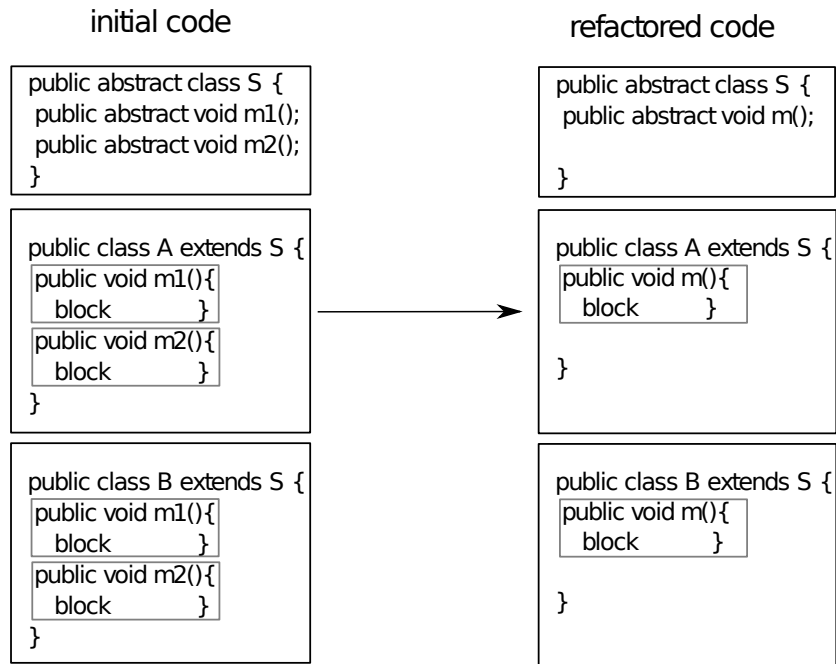 initial code
public abstract class S {
public abstract void m1();
public abstract void m2();
}
public class A extends S {
public void m1(){
block }
public void m2(){
block }
}
public class B extends S {
public void m1(){
block }
public void m2(){
block }
}
refactored code
public abstract class S {
public abstract void m();
}
public class A extends S {
public void m(){
block }
}
public class B extends S {
public void m(){
block }
}